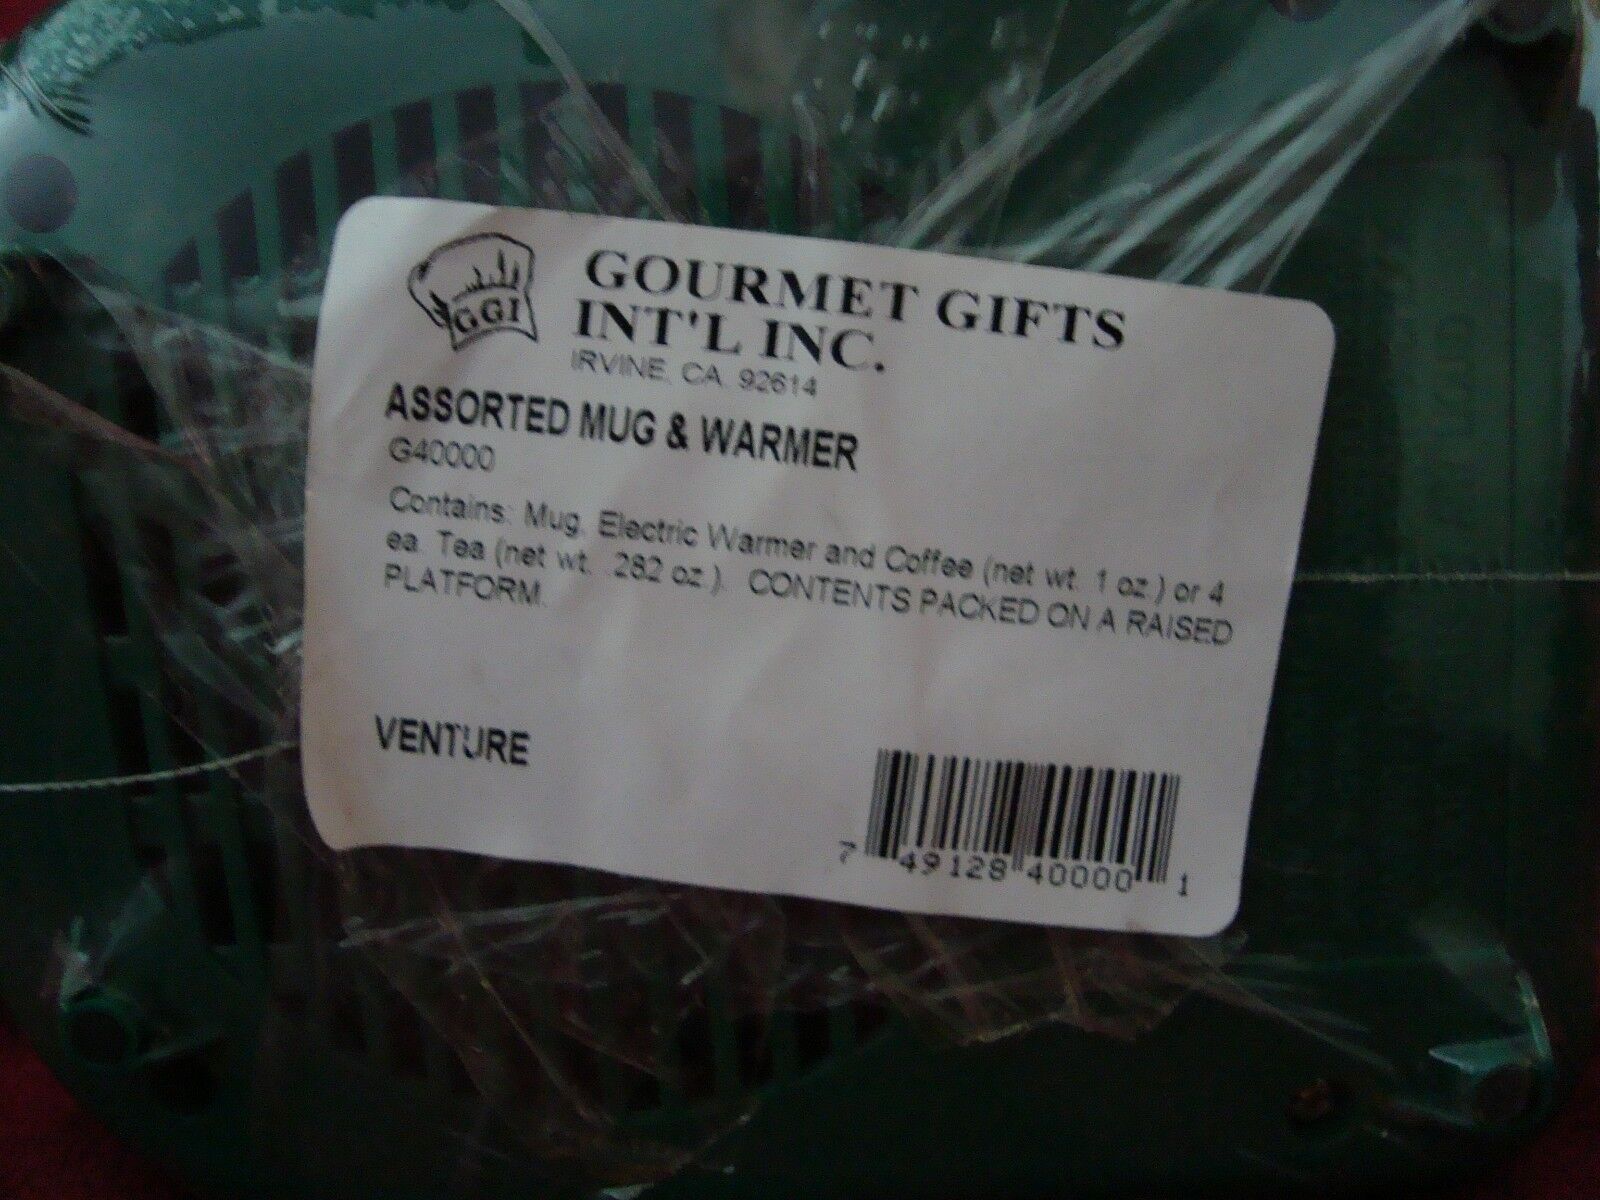 GGI
GOURMET GIFTS
INT'L INC.
IRVINE, CA. 92614
ASSORTED MUG & WARMER
G40000
Contains: Mug, Electric Warmer and Coffee (net wt. 1 oz.) or 4
ea. Tea (net wt. .282 oz.). CONTENTS PACKED ON A RAISED
PLATFORM.
VENTURE
7 49128 40000 1